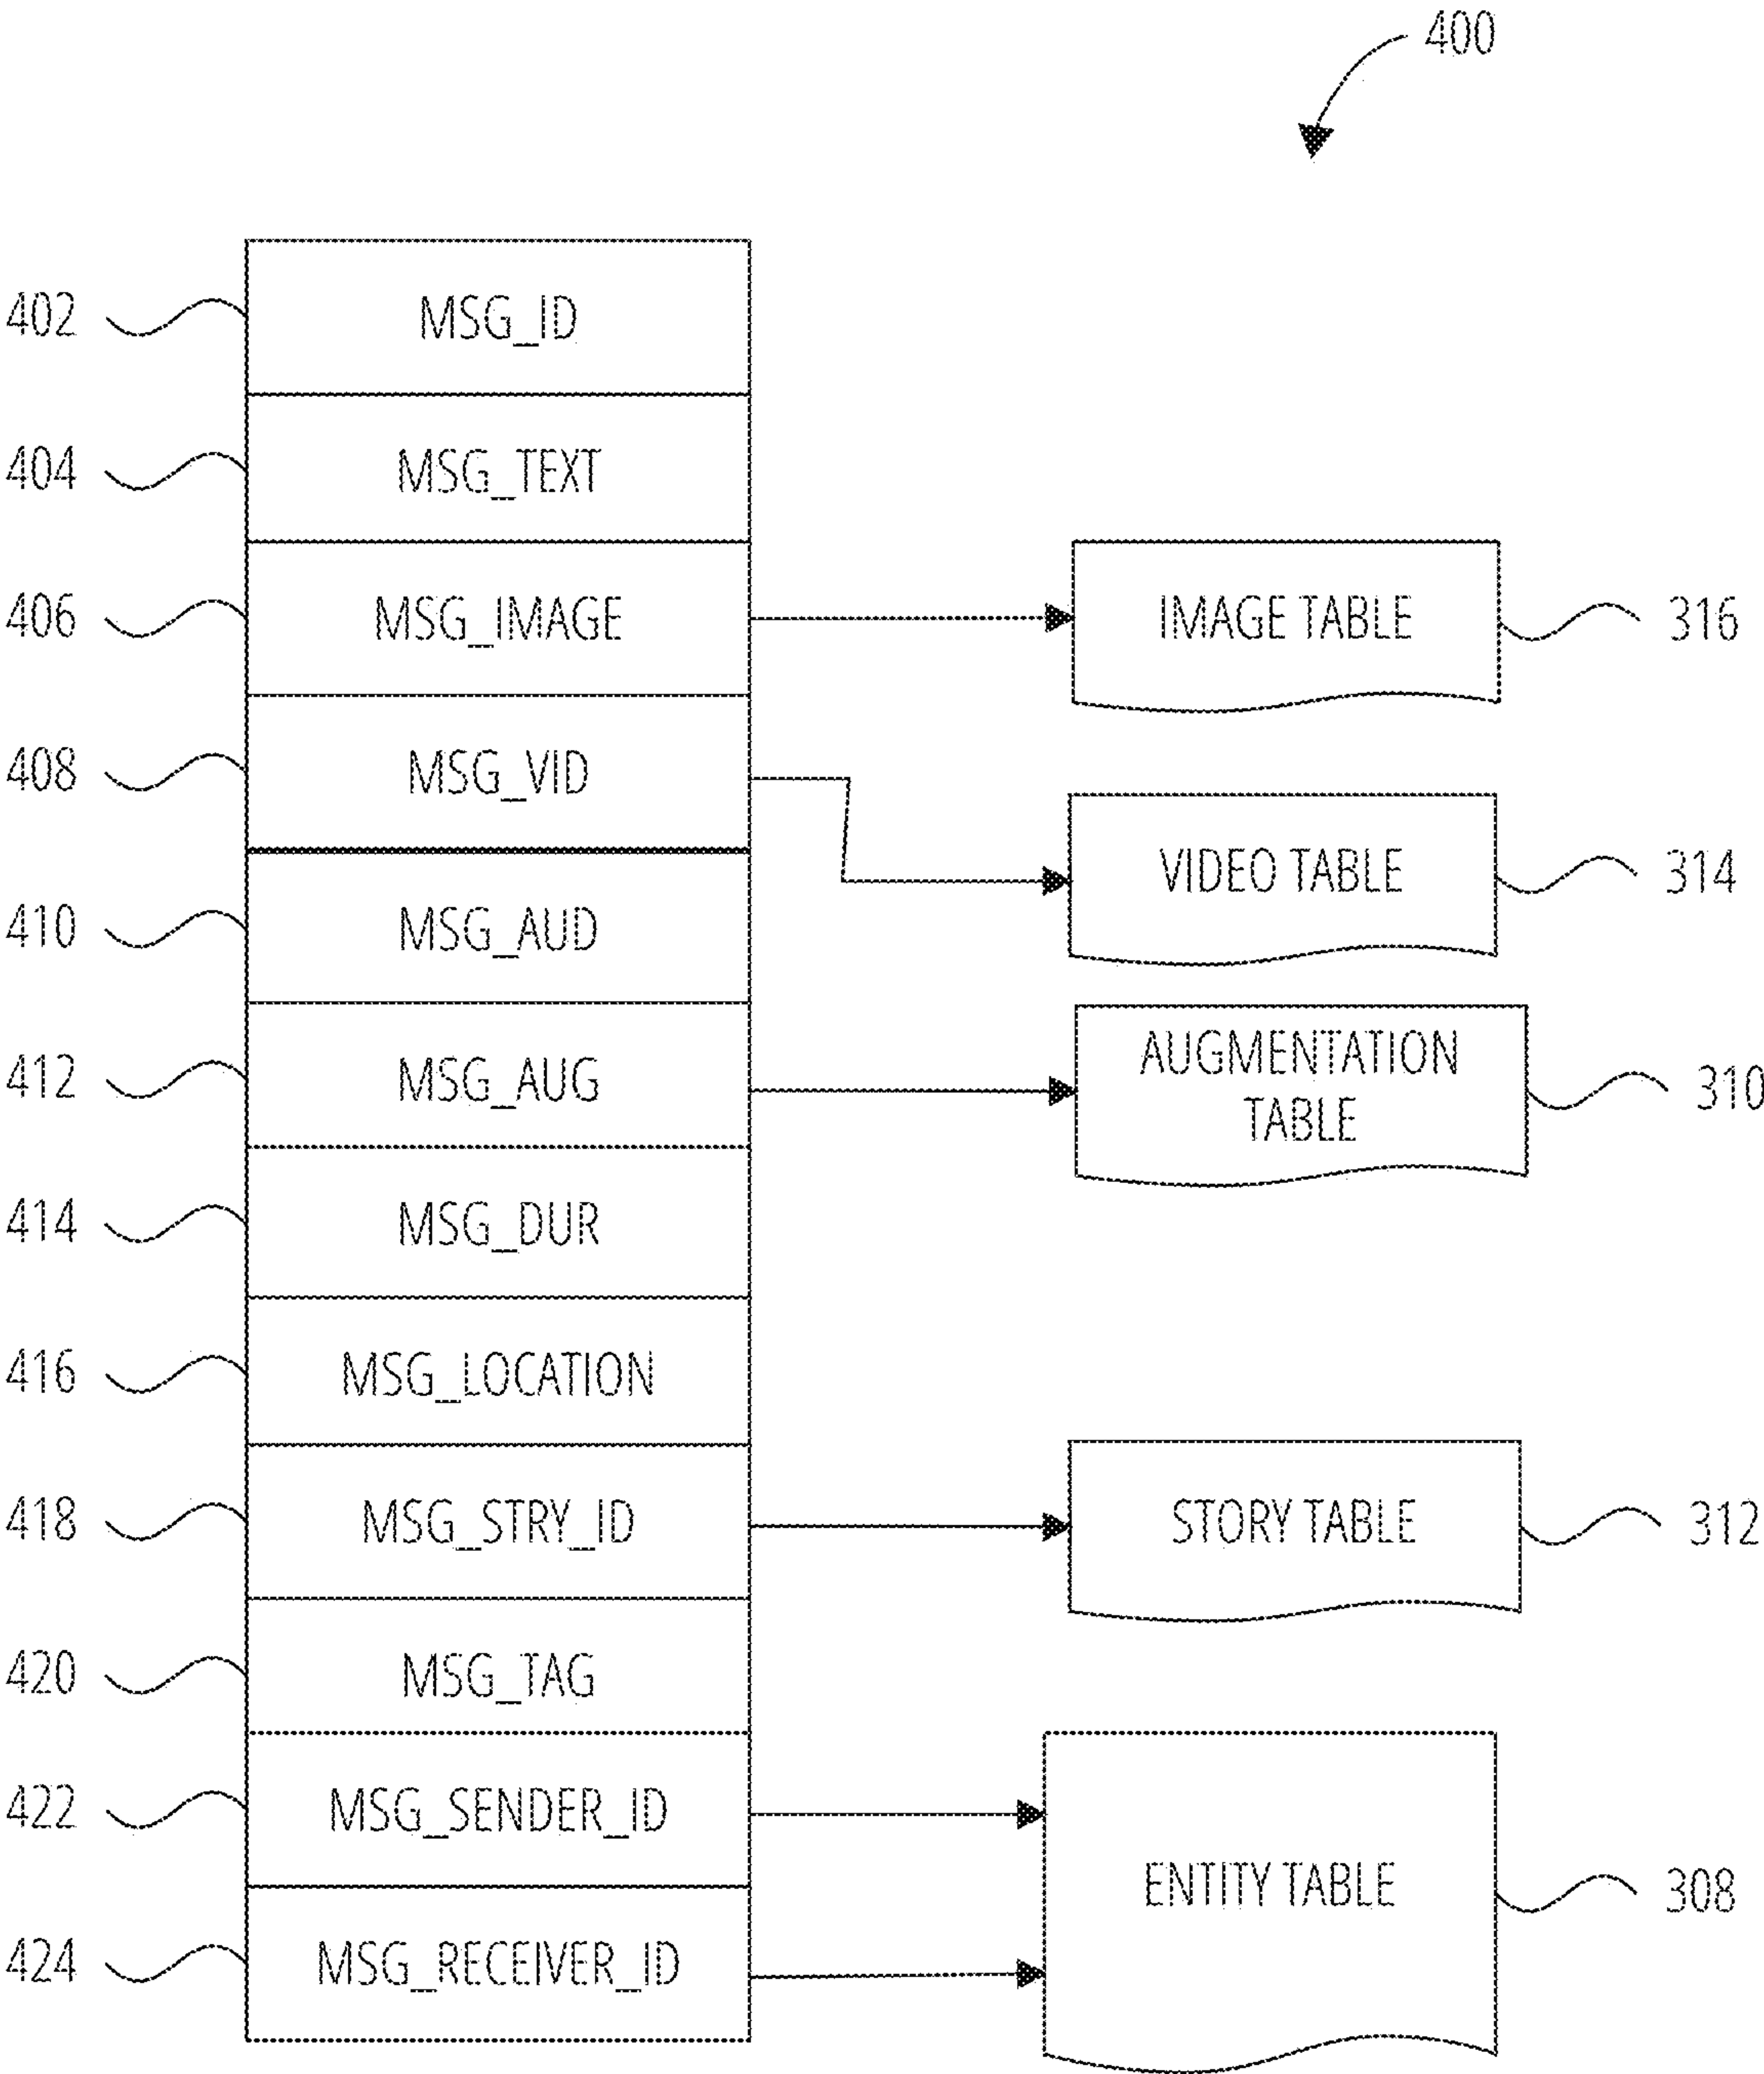 400
402 MSG_ID
404 MSG_TEXT
406 MSG_IMAGE IMAGE TABLE 316
408 MSG_VID VIDEO TABLE 314
410 MSG_AUD
412 MSG_AUG AUGMENTATION
TABLE 310
414 MSG_DUR
416 MSG_LOCATION
418 MSG_STRY_ID STORY TABLE 312
420 MSG_TAG
422 MSG_SENDER_ID
ENTITY TABLE 308
424 MSG_RECEIVER_ID